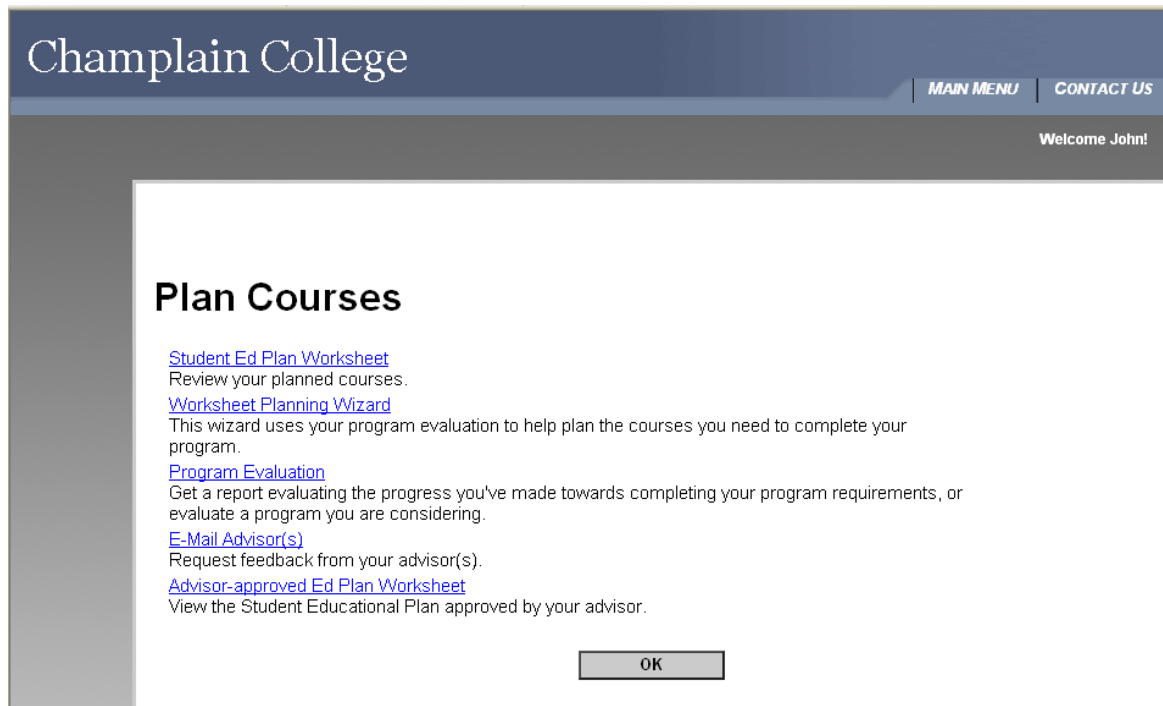 Champlain College
MAIN MENU
CONTACT US
Welcome John!
Plan Courses
Student Ed Plan Worksheet
Review your planned courses.
Worksheet Planning Wizard
This wizard uses your program evaluation to help plan the courses you need to complete your
program.
Program Evaluation
Get a report evaluating the progress you've made towards completing your program requirements, or
evaluate a program you are considering.
E-Mail Advisor(s)
Request feedback from your advisor(s).
Advisor-approved Ed Plan Worksheet
View the Student Educational Plan approved by your advisor.
OK